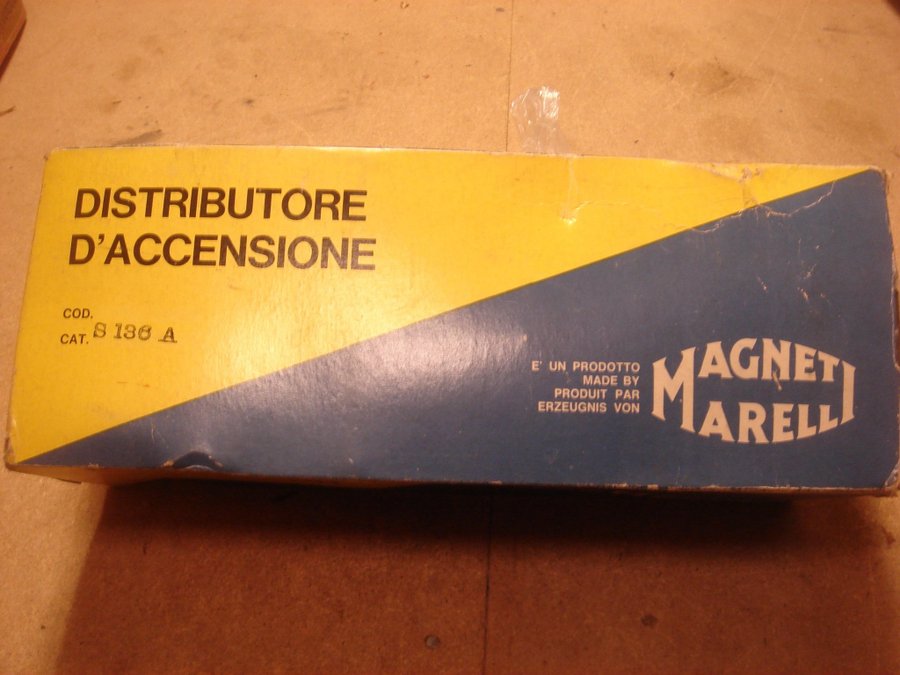 DISTRIBUTORE
D'ACCENSIONE
COD.
CAT. S 136 A
E' UN PRODOTTO
MADE BY
PRODUIT PAR
ERZEUGNIS VON
MAGNETI
MARELLI